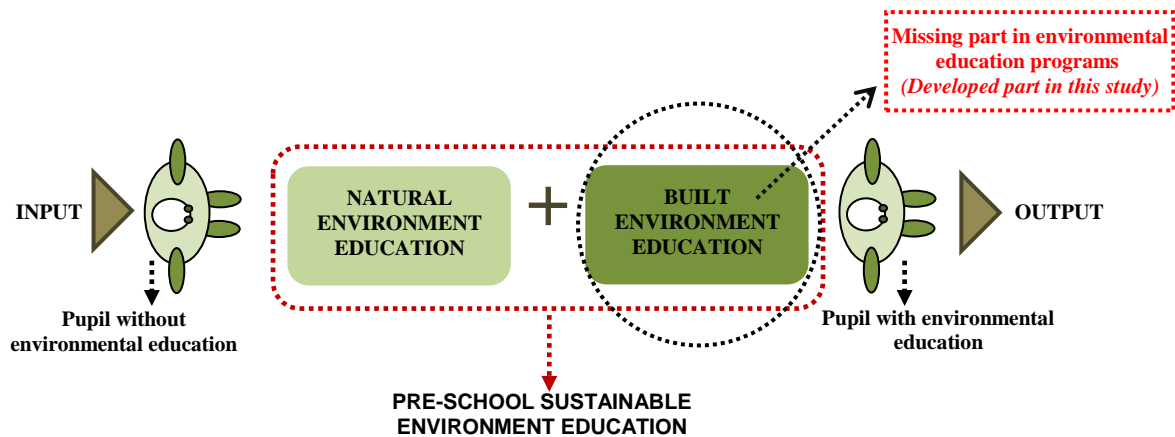 Missing part in environmental
education programs
(Developed part in this study)
INPUT
NATURAL
ENVIRONMENT
EDUCATION
+
BUILT
ENVIRONMENT
EDUCATION
OUTPUT
Pupil without
environmental education
Pupil with environmental
education
PRE-SCHOOL SUSTAINABLE
ENVIRONMENT EDUCATION